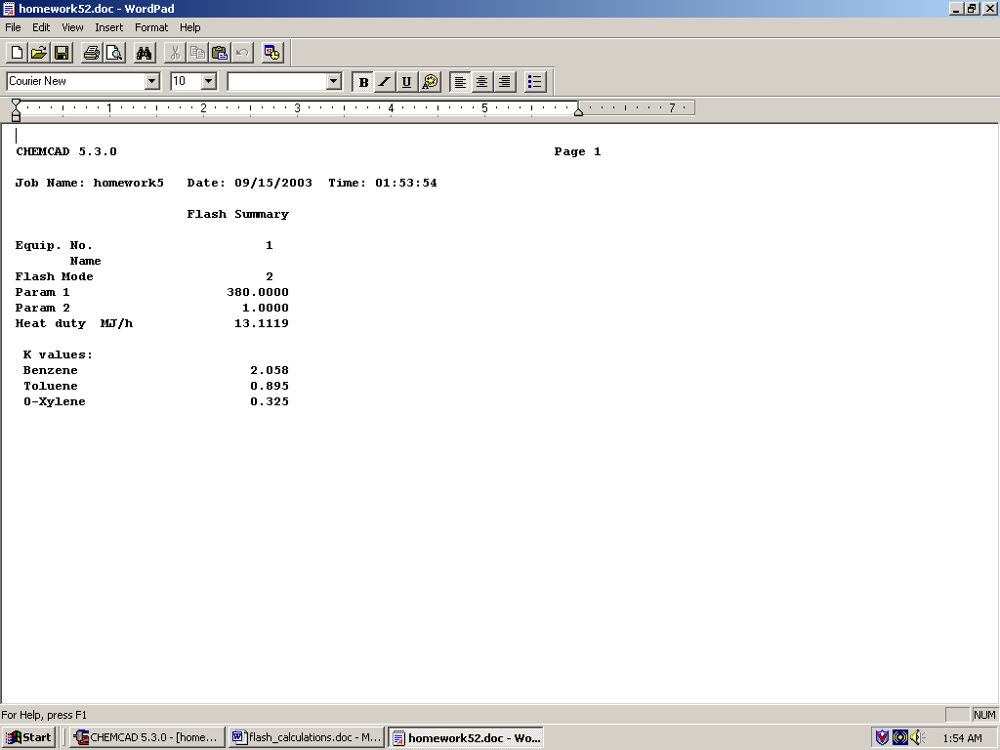 homework52.doc - WordPad
File Edit View Insert Format Help
Courier New 10 B I U
1 2 3 4 5 7
CHEMCAD 5.3.0 Page 1
Job Name: homework5 Date: 09/15/2003 Time: 01:53:54
Flash Summary
Equip. No. 1
Name
Flash Mode 2
Param 1 380.0000
Param 2 1.0000
Heat duty MJ/h 13.1119
K values:
Benzene 2.058
Toluene 0.895
O-Xylene 0.325
For Help, press F1 NUM
Start CHEMCAD 5.3.0 - [home... flash_calculations.doc - M... homework52.doc - Wo... 1:54 AM